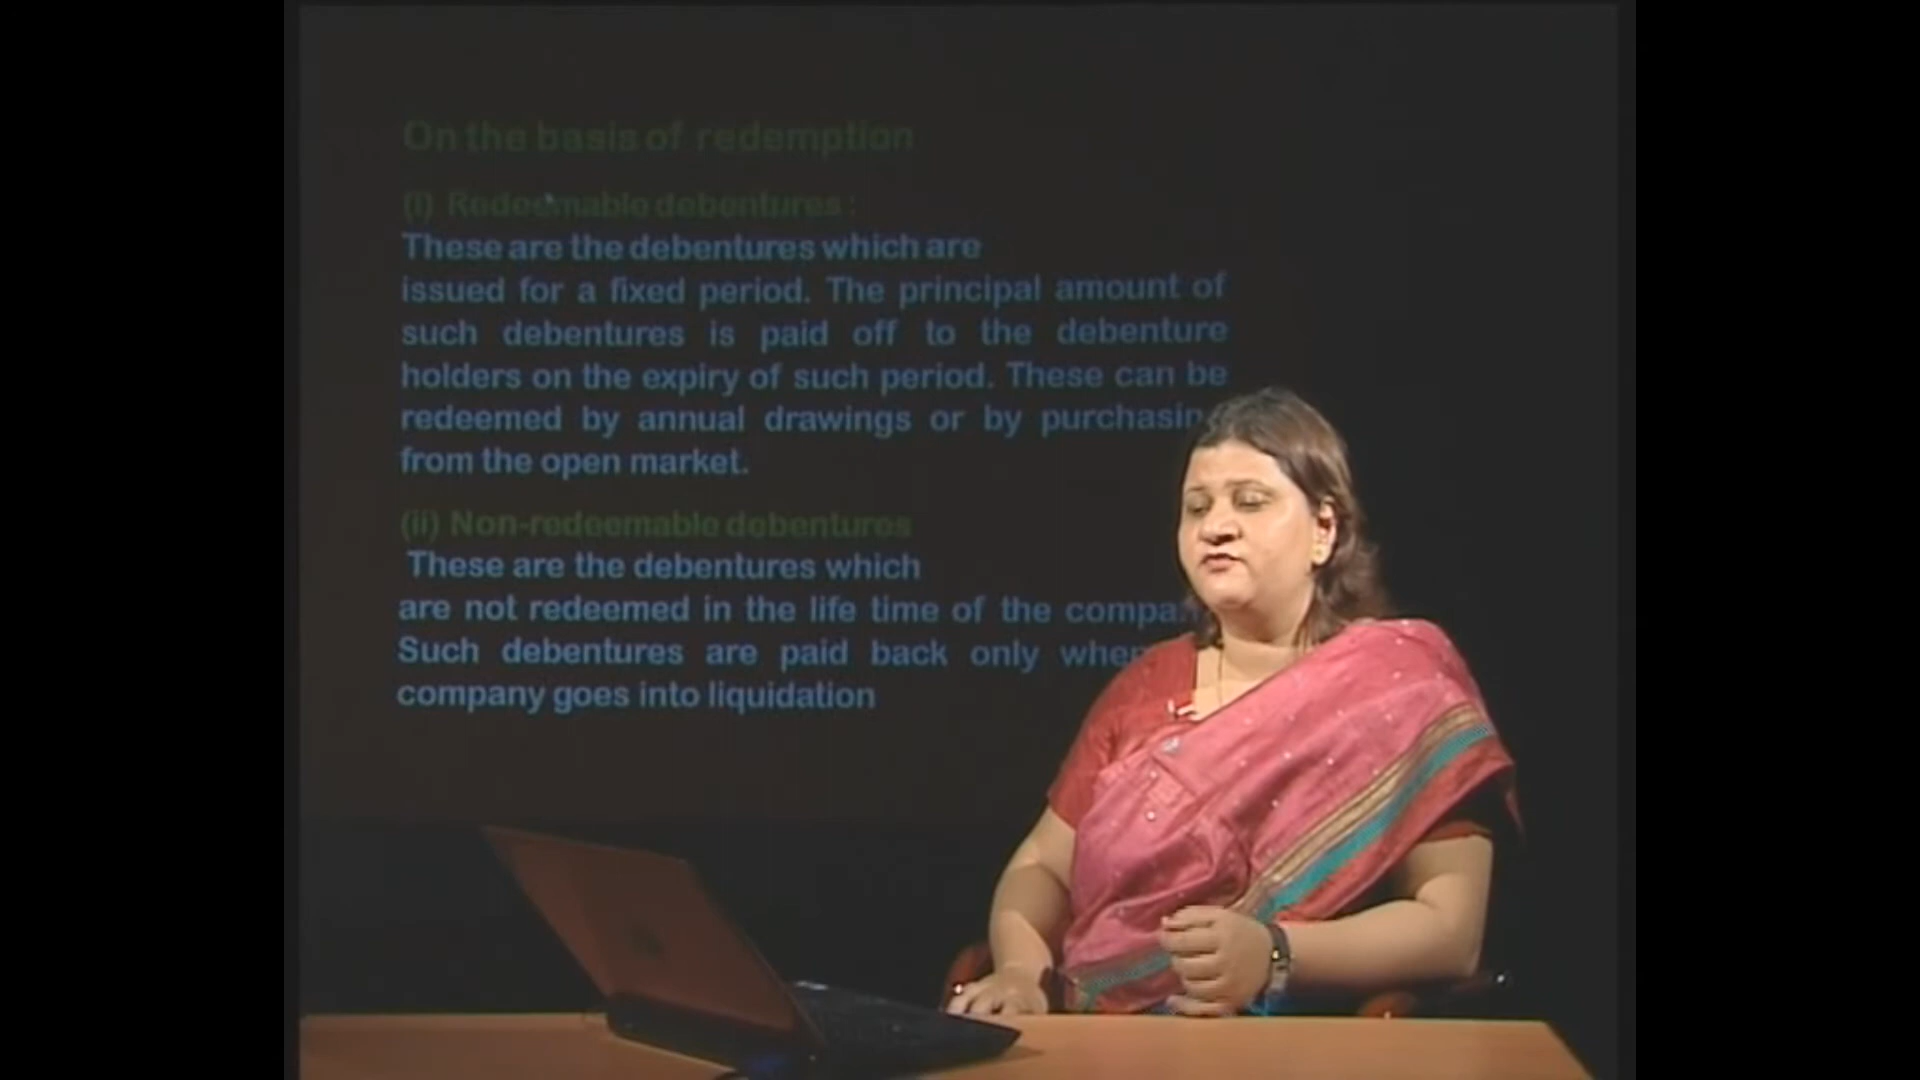 On the basis of redemption
(i) Redeemable debentures :
These are the debentures which are
issued for a fixed period. The principal amount of
such debentures is paid off to the debenture
holders on the expiry of such period. These can be
redeemed by annual drawings or by
from the open market.
(ii) Non-redeemable debentures
These are the debentures which
are not redeemed in the life time of the
Such debentures are paid back only
company goes into liquidation